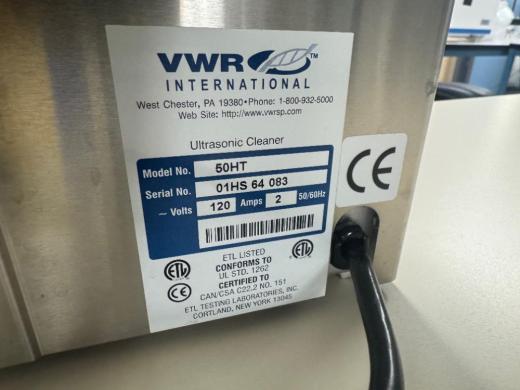 VWR™
INTERNATIONAL
West Chester, PA 19380•Phone: 1-800-932-5000
Web Site: http://www.vwrsp.com
Ultrasonic Cleaner
Model No. 50HT
Serial No. 01HS 64 083
~ Volts 120 Amps 2 50/60Hz
CE
ETL LISTED
CONFORMS TO
UL STD. 1262
CERTIFIED TO
CAN/CSA C22.2 NO. 151
ETL TESTING LABORATORIES, INC.
CORTLAND, NEW YORK 13045